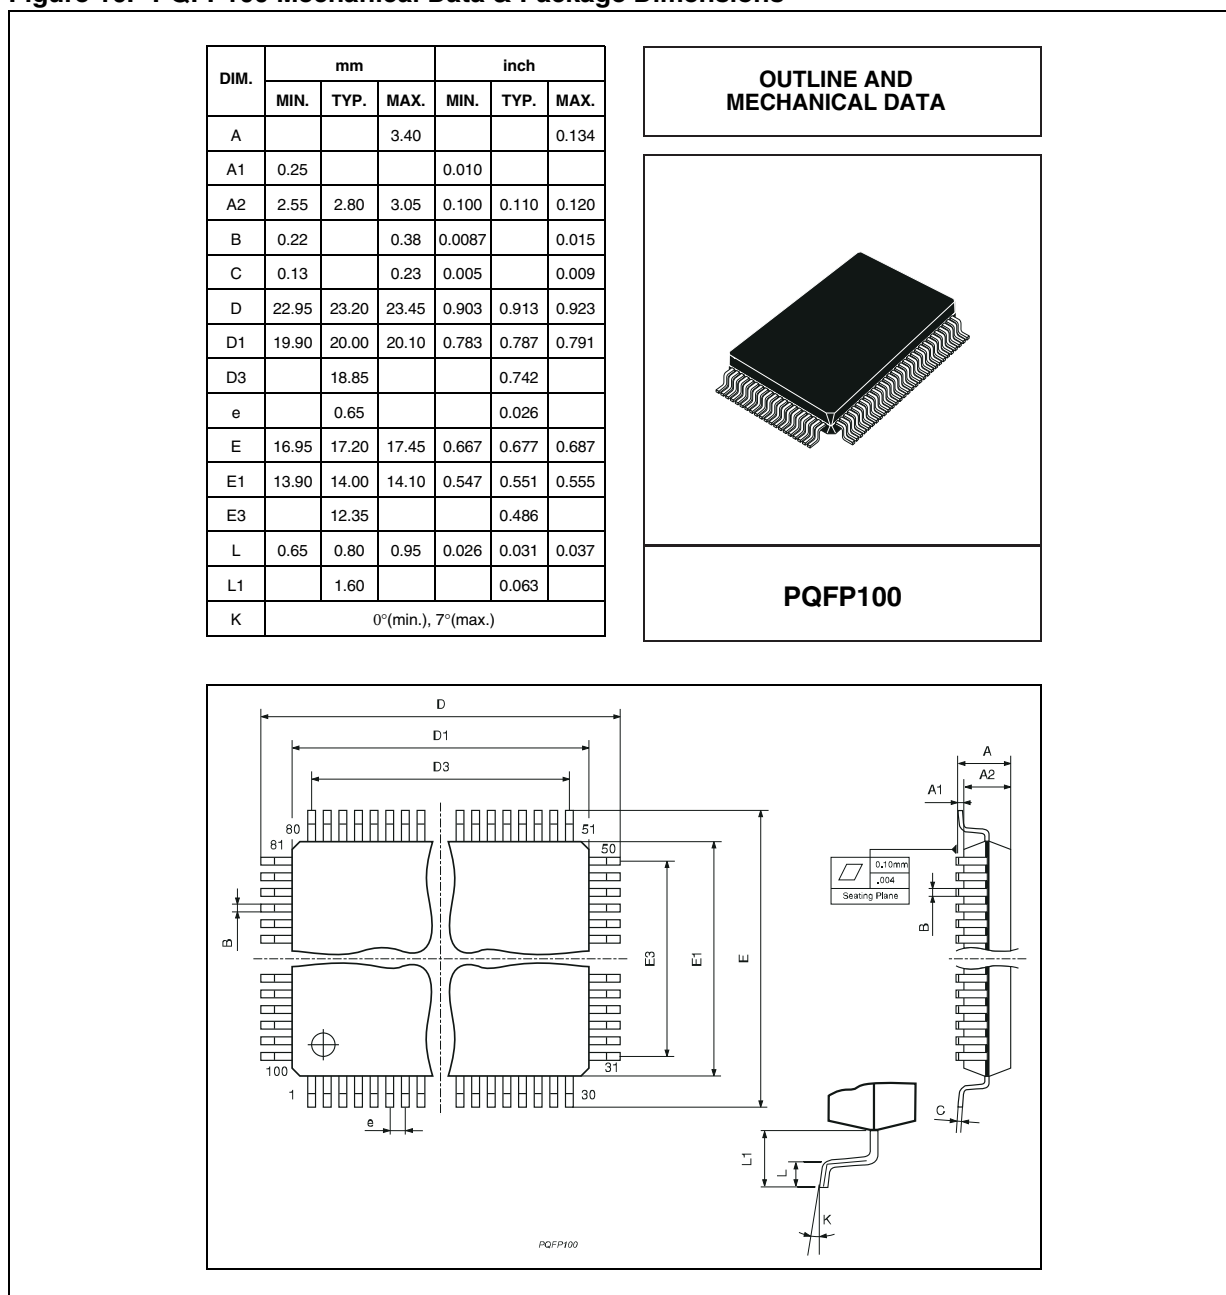 DIM. mm inch
MIN. TYP. MAX. MIN. TYP. MAX.
A 3.40 0.134
A1 0.25 0.010
A2 2.55 2.80 3.05 0.100 0.110 0.120
B 0.22 0.38 0.0087 0.015
C 0.13 0.23 0.005 0.009
D 22.95 23.20 23.45 0.903 0.913 0.923
D1 19.90 20.00 20.10 0.783 0.787 0.791
D3 18.85 0.742
e 0.65 0.026
E 16.95 17.20 17.45 0.667 0.677 0.687
E1 13.90 14.00 14.10 0.547 0.551 0.555
E3 12.35 0.486
L 0.65 0.80 0.95 0.026 0.031 0.037
L1 1.60 0.063
K 0°(min.), 7°(max.)
OUTLINE AND
MECHANICAL DATA
PQFP100
D
D1
D3
80 51
81 50
B
E3 E1 E
100 31
1 30
e
A
A2
A1
0.10mm
.004
Seating Plane
B
C
L1
L
K
PQFP100